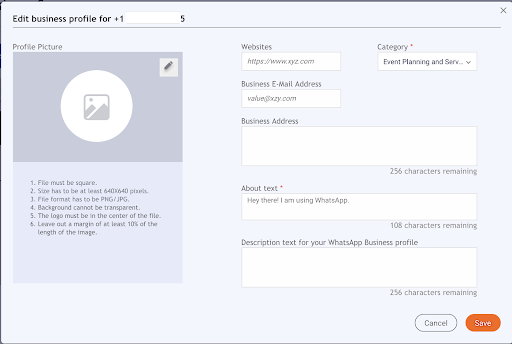 Edit business profile for +1 5
Profile Picture
1. File must be square.
2. Size has to be at least 640X640 pixels.
3. File format has to be PNG/JPG.
4. Background cannot be transparent.
5. The logo must be in the center of the file.
6. Leave out a margin of at least 10% of the
length of the image.
Websites
https://www.xyz.com
Category *
Event Planning and Serv...
Business E-Mail Address
value@xzy.com
Business Address
256 characters remaining
About text *
Hey there! I am using WhatsApp.
108 characters remaining
Description text for your WhatsApp Business profile
256 characters remaining
Cancel
Save